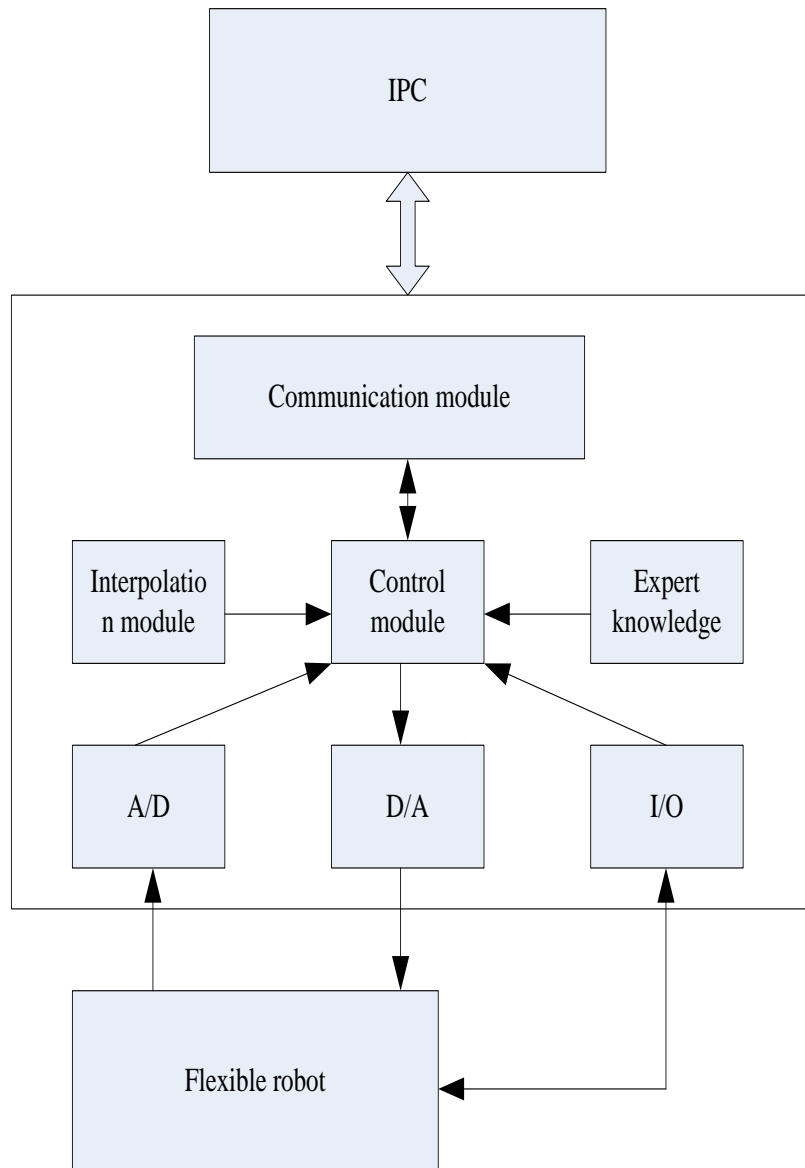 IPC
Communication module
Interpolatio
n module
Control
module
Expert
knowledge
A/D
D/A
I/O
Flexible robot